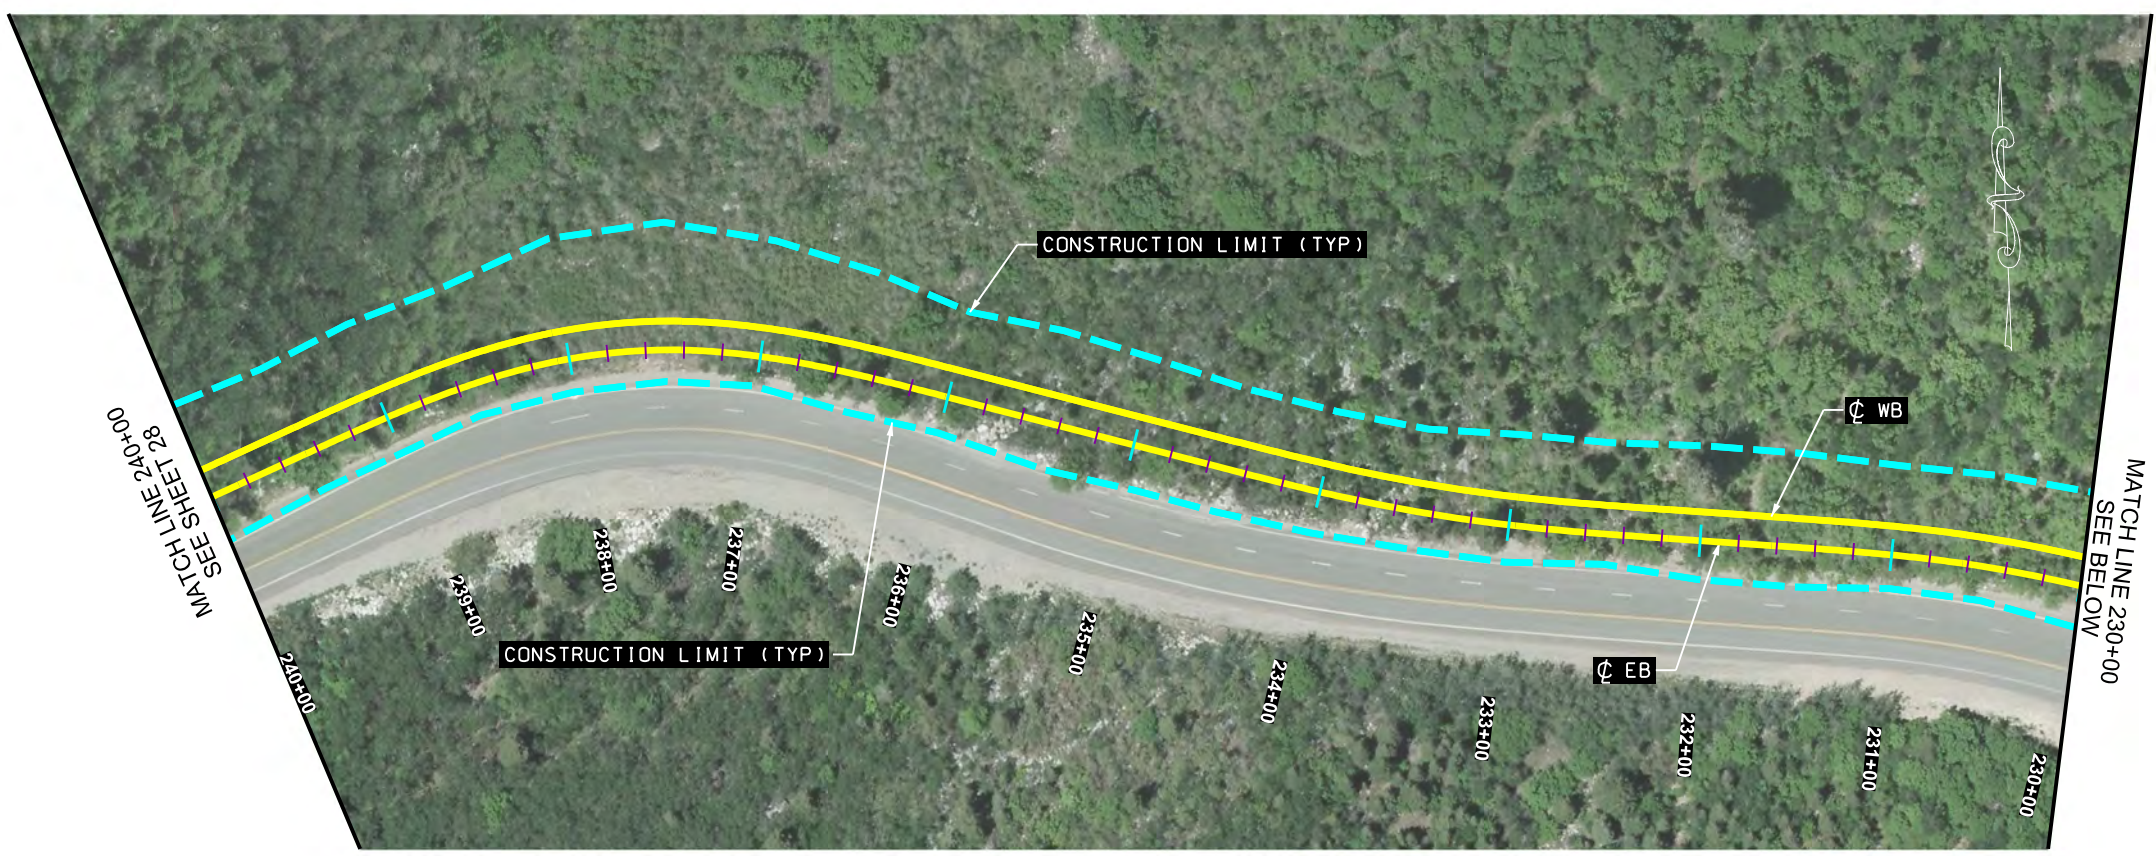 CONSTRUCTION LIMIT (TYP)
℄ WB
MATCH LINE 240+00
SEE SHEET 28
MATCH LINE 230+00
SEE BELOW
CONSTRUCTION LIMIT (TYP)
℄ EB
240+00
239+00
238+00
237+00
236+00
235+00
234+00
233+00
232+00
231+00
230+00